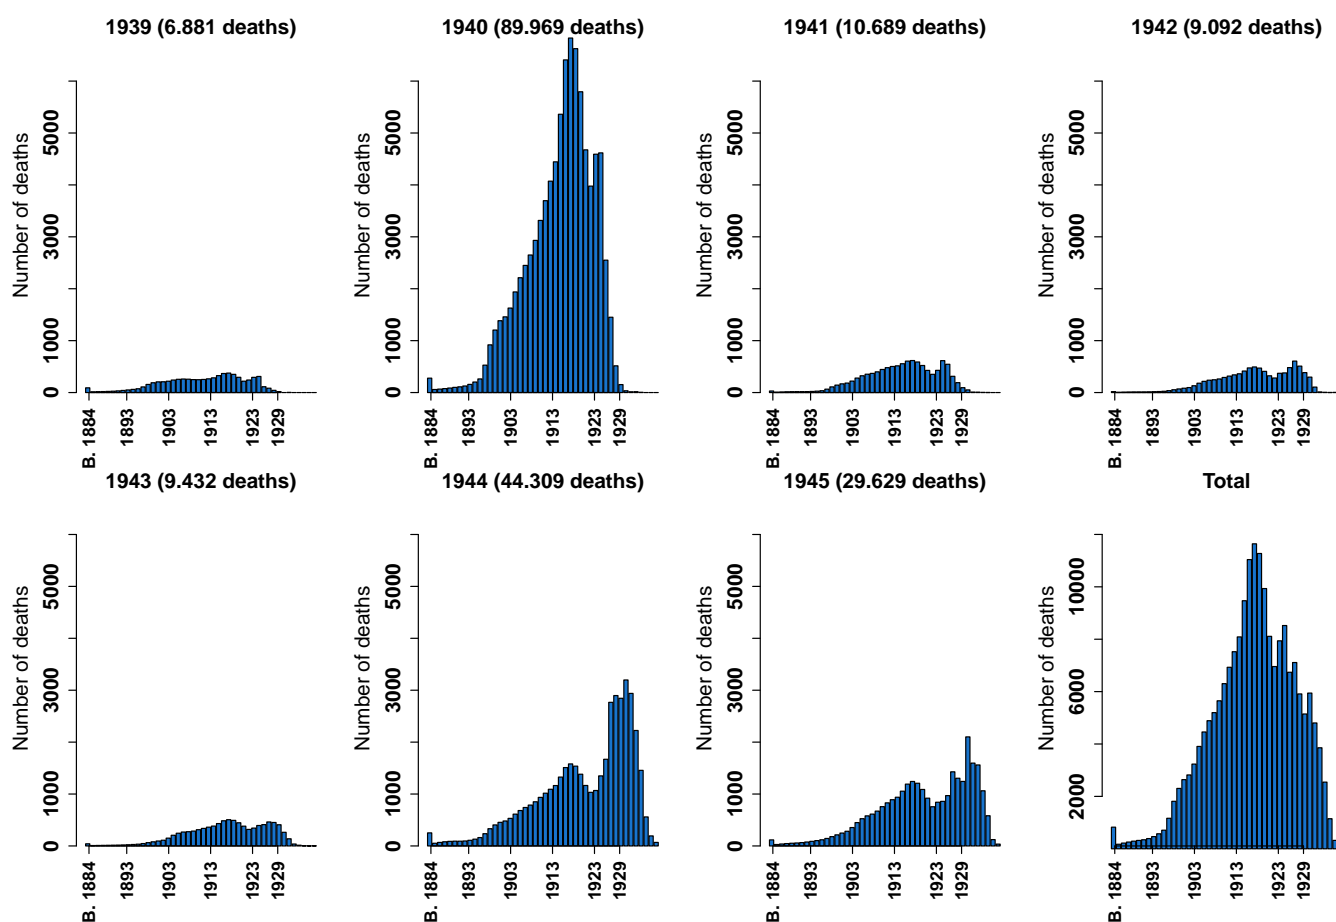 1939 (6.881 deaths)
Number of deaths
0
1000
3000
5000
B. 1884
1893
1903
1913
1923
1929
1940 (89.969 deaths)
Number of deaths
0
1000
3000
5000
B. 1884
1893
1903
1913
1923
1929
1941 (10.689 deaths)
Number of deaths
0
1000
3000
5000
B. 1884
1893
1903
1913
1923
1929
1942 (9.092 deaths)
Number of deaths
0
1000
3000
5000
B. 1884
1893
1903
1913
1923
1929
1943 (9.432 deaths)
Number of deaths
0
1000
3000
5000
B. 1884
1893
1903
1913
1923
1929
1944 (44.309 deaths)
Number of deaths
0
1000
3000
5000
B. 1884
1893
1903
1913
1923
1929
1945 (29.629 deaths)
Number of deaths
0
1000
3000
5000
B. 1884
1893
1903
1913
1923
1929
Total
Number of deaths
2000
6000
10000
B. 1884
1893
1903
1913
1923
1929